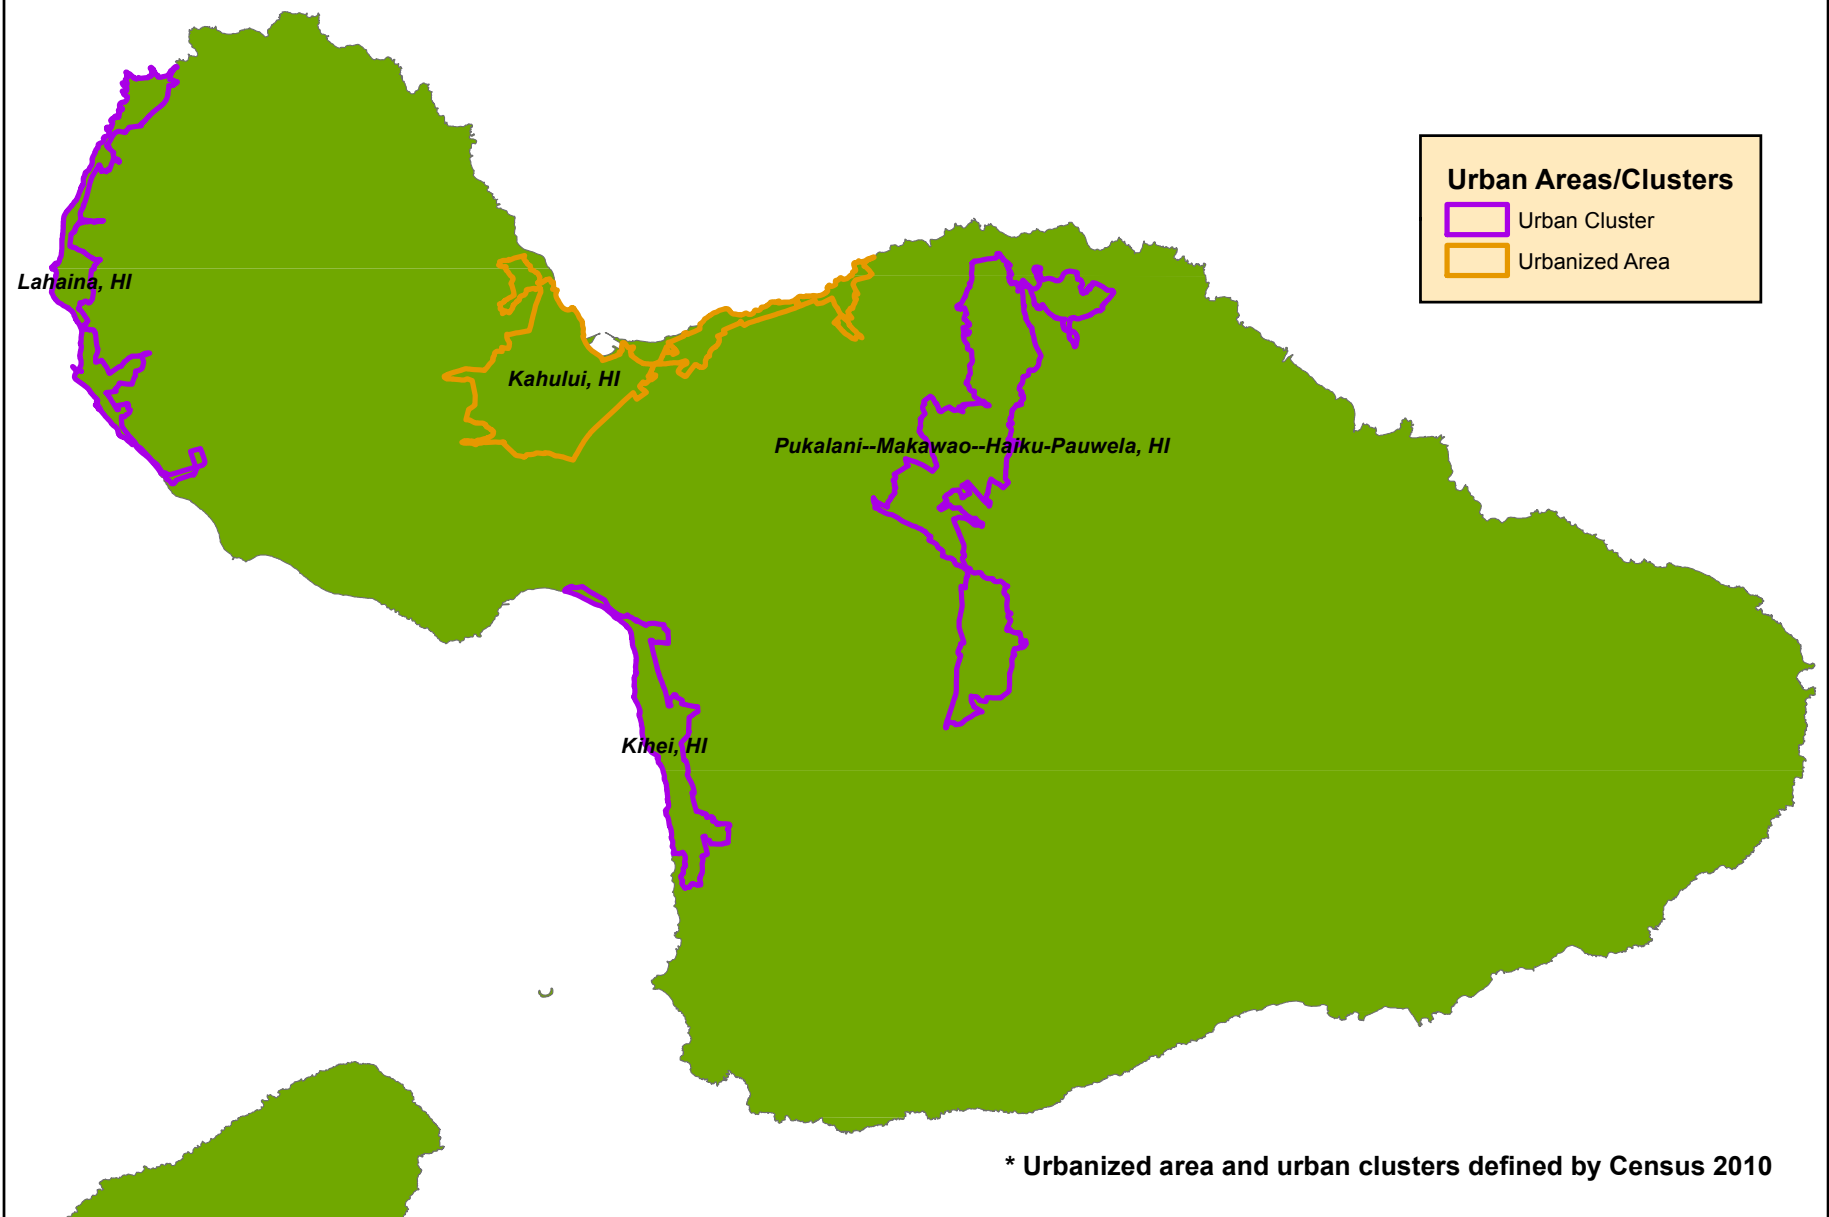 Urban Areas/Clusters
Urban Cluster
Urbanized Area
Lahaina, HI
Kahului, HI
Pukalani--Makawao--Haiku-Pauwela, HI
Kihei, HI
* Urbanized area and urban clusters defined by Census 2010